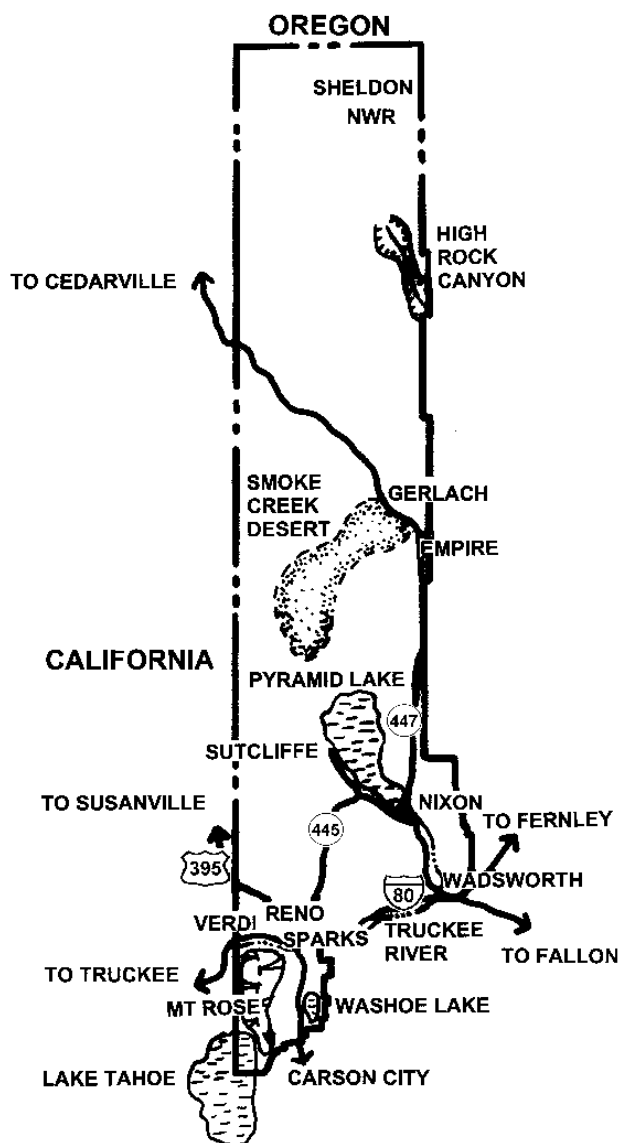 OREGON
SHELDON
NWR
HIGH
ROCK
CANYON
TO CEDARVILLE
SMOKE
CREEK
DESERT
GERLACH
EMPIRE
CALIFORNIA
PYRAMID LAKE
447
SUTCLIFFE
NIXON
TO SUSANVILLE
445
TO FERNLEY
395
80
WADSWORTH
RENO
VERDI
SPARKS
TRUCKEE
RIVER
TO FALLON
TO TRUCKEE
MT ROSE
WASHOE LAKE
LAKE TAHOE
CARSON CITY